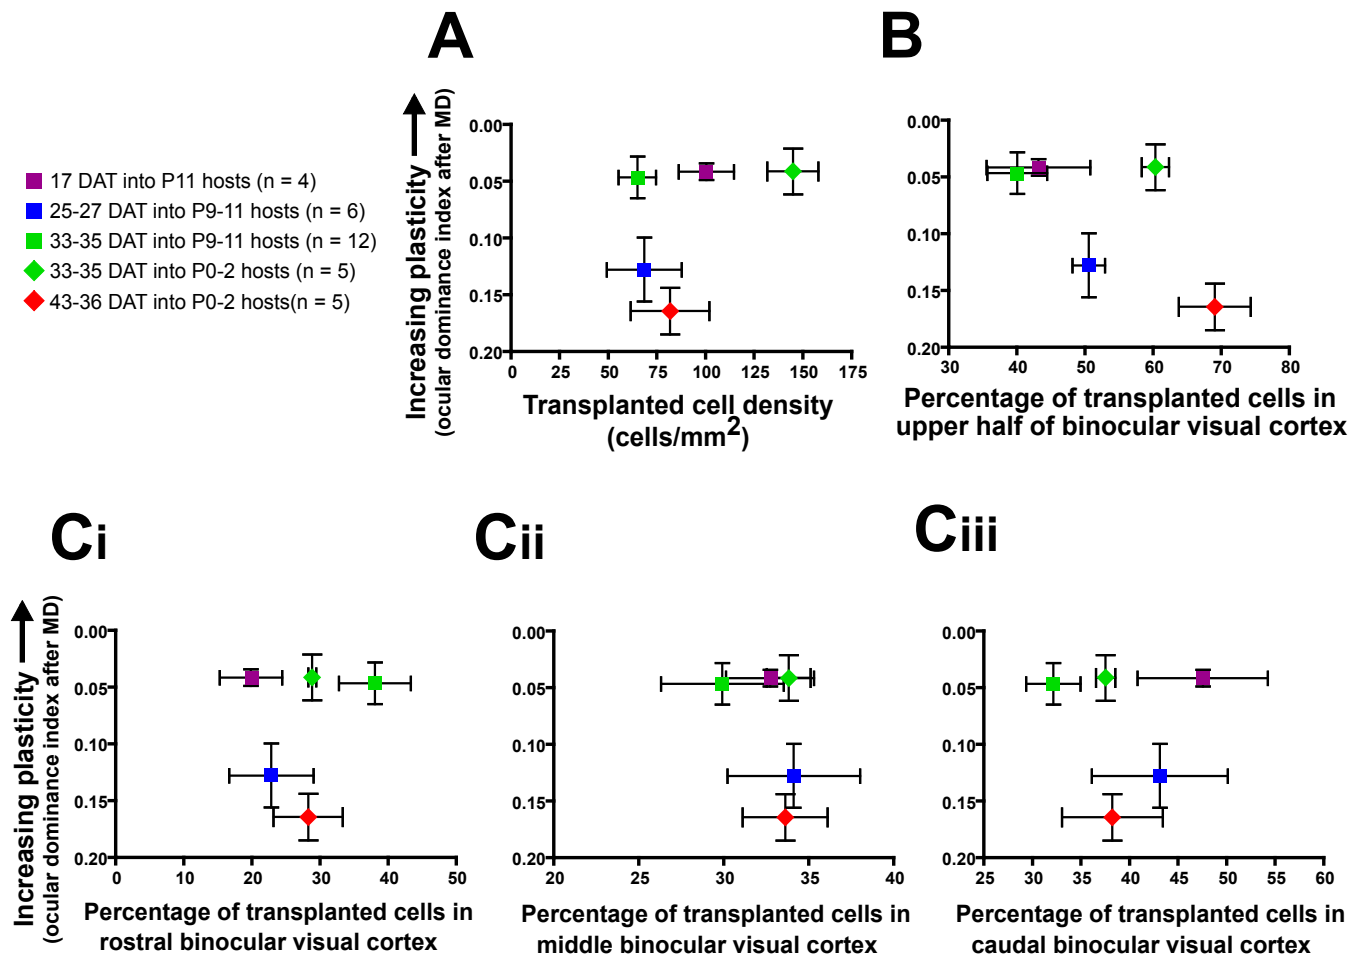 A
B
17 DAT into P11 hosts (n = 4)
25-27 DAT into P9-11 hosts (n = 6)
33-35 DAT into P9-11 hosts (n = 12)
33-35 DAT into P0-2 hosts (n = 5)
43-36 DAT into P0-2 hosts(n = 5)
Increasing plasticity
(ocular dominance index after MD)
0.00
0.05
0.10
0.15
0.20
0 25 50 75 100 125 150 175
Transplanted cell density
(cells/mm2)
0.00
0.05
0.10
0.15
0.20
30 40 50 60 70 80
Percentage of transplanted cells in
upper half of binocular visual cortex
Ci
Cii
Ciii
Increasing plasticity
(ocular dominance index after MD)
0.00
0.05
0.10
0.15
0.20
0 10 20 30 40 50
Percentage of transplanted cells in
rostral binocular visual cortex
0.00
0.05
0.10
0.15
0.20
20 25 30 35 40
Percentage of transplanted cells in
middle binocular visual cortex
0.00
0.05
0.10
0.15
0.20
25 30 35 40 45 50 55 60
Percentage of transplanted cells in
caudal binocular visual cortex